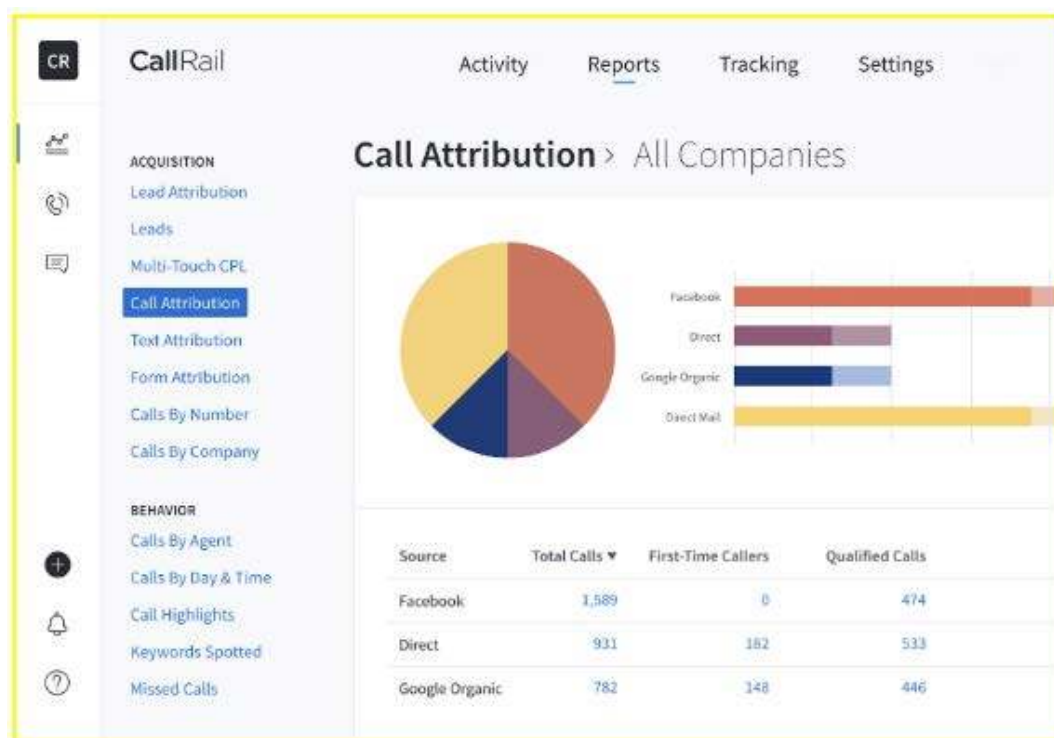 CR
CallRail
Activity Reports Tracking Settings
Call Attribution > All Companies
ACQUISITION
Lead Attribution
Leads
Multi-Touch CPL
Call Attribution
Text Attribution
Form Attribution
Calls By Number
Calls By Company
BEHAVIOR
Calls By Agent
Calls By Day & Time
Call Highlights
Keywords Spotted
Missed Calls
Facebook
Direct
Google Organic
Direct Mail
Source Total Calls ▼ First-Time Callers Qualified Calls
Facebook 1,589 0 474
Direct 931 182 533
Google Organic 782 148 446